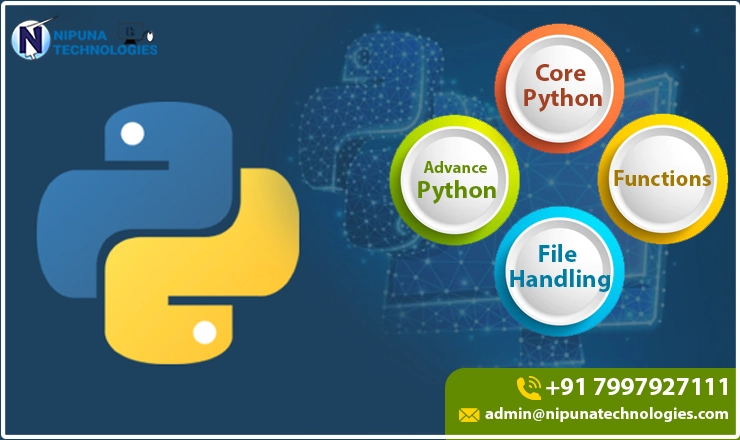 N
NIPUNA
TECHNOLOGIES
Core
Python
Advance
Python
Functions
File
Handling
+91 7997927111
admin@nipunatechnologies.com